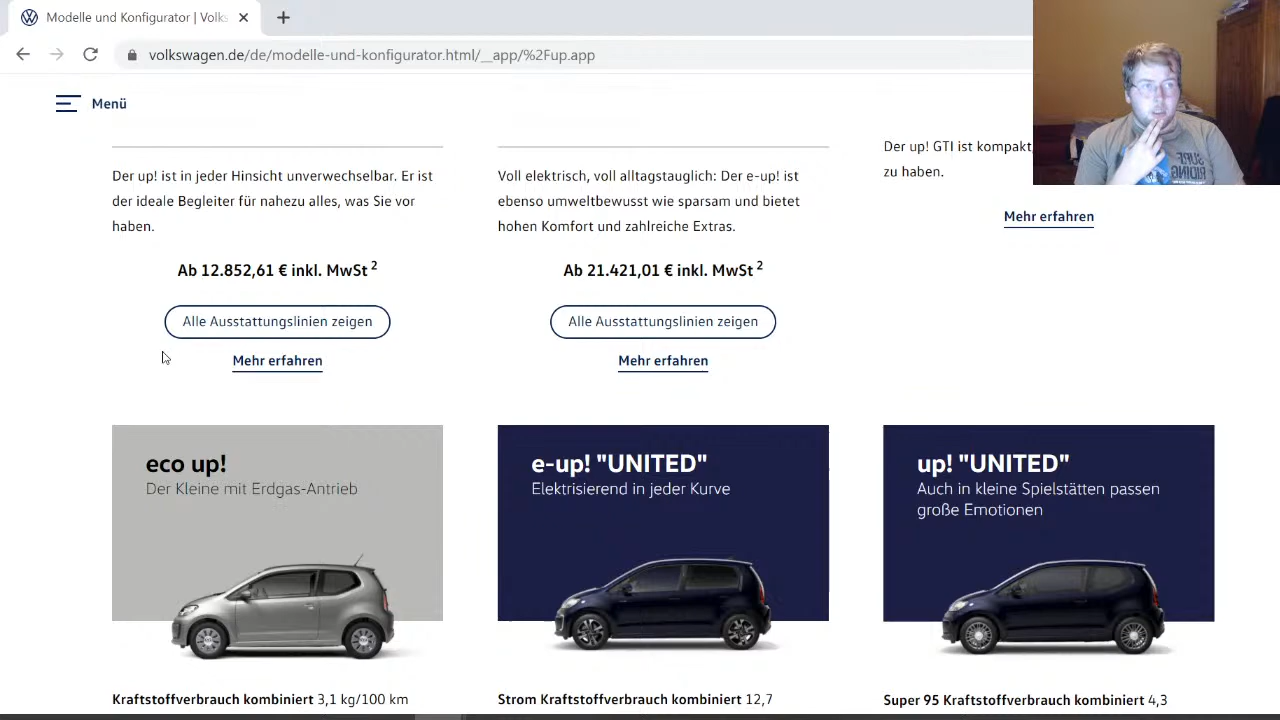 Modelle und Konfigurator | Volks
volkswagen.de/de/modelle-und-konfigurator.html/__app/%2Fup.app
Menü
Der up! ist in jeder Hinsicht unverwechselbar. Er ist
der ideale Begleiter für nahezu alles, was Sie vor
haben.
Ab 12.852,61 € inkl. MwSt 2
Alle Ausstattungslinien zeigen
Mehr erfahren
Voll elektrisch, voll alltagstauglich: Der e-up! ist
ebenso umweltbewusst wie sparsam und bietet
hohen Komfort und zahlreiche Extras.
Ab 21.421,01 € inkl. MwSt 2
Alle Ausstattungslinien zeigen
Mehr erfahren
Der up! GTI ist kompakt,
zu haben.
Mehr erfahren
eco up!
Der Kleine mit Erdgas-Antrieb
Kraftstoffverbrauch kombiniert 3,1 kg/100 km
e-up! "UNITED"
Elektrisierend in jeder Kurve
Strom Kraftstoffverbrauch kombiniert 12,7
up! "UNITED"
Auch in kleine Spielstätten passen
große Emotionen
Super 95 Kraftstoffverbrauch kombiniert 4,3